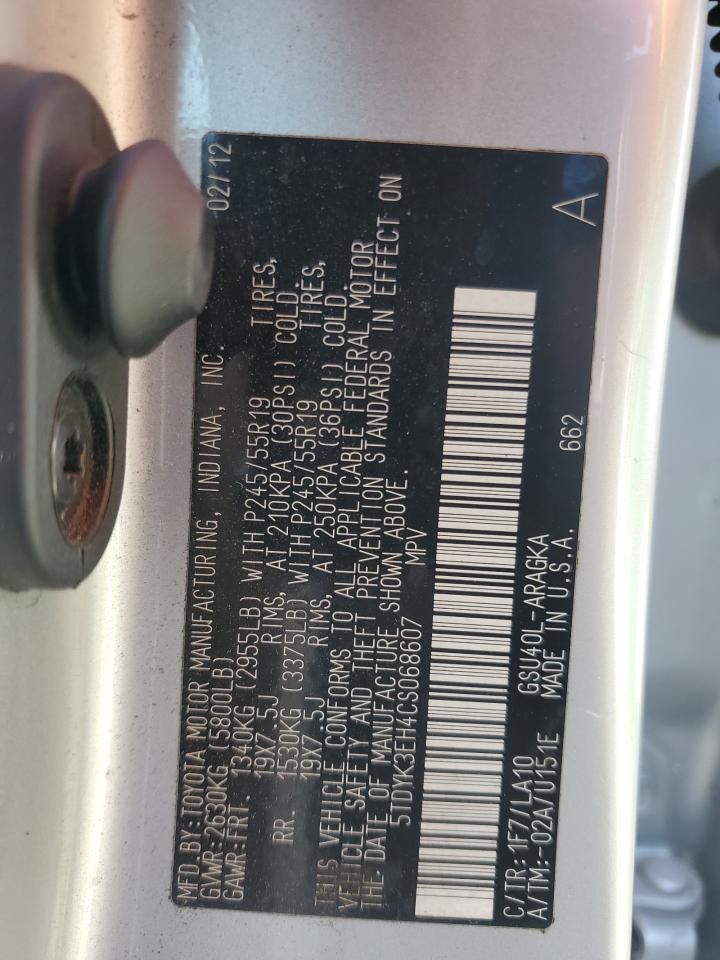 MFD.BY:TOYOTA MOTOR MANUFACTURING, INDIANA, INC. 02/12
GVWR:2630KG (5800LB)
GAWR:FRT. 1340KG (2955LB) WITH P245/55R19 TIRES,
19X7.5J RIMS, AT 210KPA (30PSI) COLD.
RR. 1530KG (3375LB) WITH P245/55R19 TIRES,
19X7.5J RIMS, AT 250KPA (36PSI) COLD.
THIS VEHICLE CONFORMS TO ALL APPLICABLE FEDERAL MOTOR
VEHICLE SAFETY AND THEFT PREVENTION STANDARDS IN EFFECT ON
THE DATE OF MANUFACTURE SHOWN ABOVE.
5TDYK3EH4CS068607 MPV
C/TR:1F7/LA10 GSU40L-ARAGKA 662 A
A/TM:-02A/U151E MADE IN U.S.A.